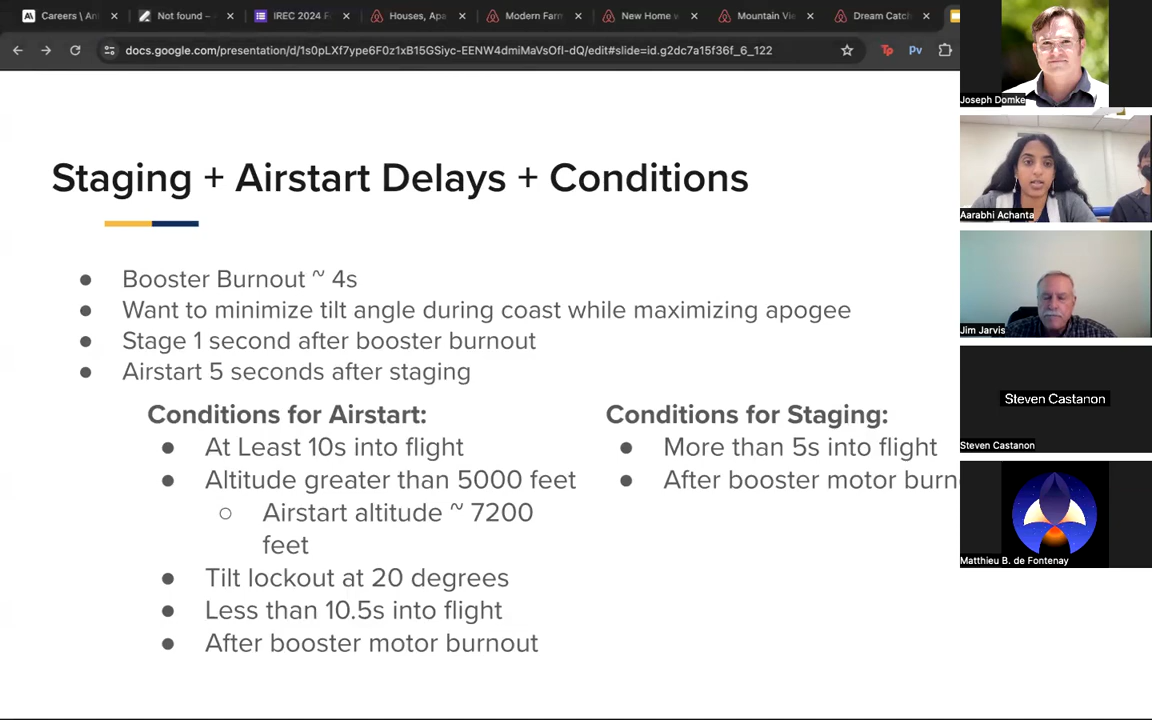 Careers \ An
Not found –
IREC 2024 F
Houses, Apa
Modern Farm
New Home w
Mountain Vi
Dream Catch
docs.google.com/presentation/d/1s0pLXf7ype6F0z1xB15GSiyc-EENW4dmiMaVsOfI-dQ/edit#slide=id.g2dc7a15f36f_6_122
Tp
Pv
Staging + Airstart Delays + Conditions
Booster Burnout ~ 4s
Want to minimize tilt angle during coast while maximizing apogee
Stage 1 second after booster burnout
Airstart 5 seconds after staging
Conditions for Airstart:
At Least 10s into flight
Altitude greater than 5000 feet
Airstart altitude ~ 7200
feet
Tilt lockout at 20 degrees
Less than 10.5s into flight
After booster motor burnout
Conditions for Staging:
More than 5s into flight
After booster motor burn
Joseph Domke
Aarabhi Achanta
Jim Jarvis
Steven Castanon
Steven Castanon
Matthieu B. de Fontenay